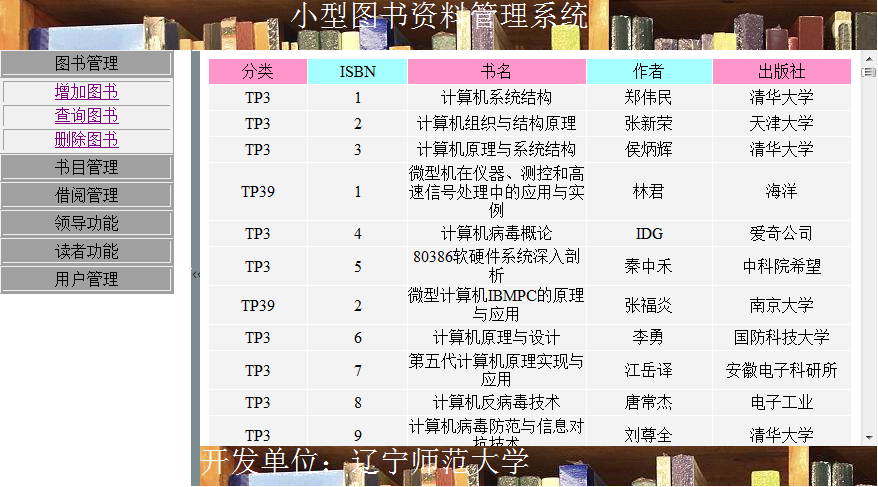 小型图书资料管理系统
图书管理
增加图书
查询图书
删除图书
书目管理
借阅管理
领导功能
读者功能
用户管理
‹‹
分类 ISBN 书名 作者 出版社
TP3 1 计算机系统结构 郑伟民 清华大学
TP3 2 计算机组织与结构原理 张新荣 天津大学
TP3 3 计算机原理与系统结构 侯炳辉 清华大学
微型机在仪器、测控和高
TP39 1 速信号处理中的应用与实 林君 海洋
例
TP3 4 计算机病毒概论 IDG 爱奇公司
80386软硬件系统深入剖
TP3 5 析 秦中禾 中科院希望
微型计算机IBMPC的原理
TP39 2 与应用 张福炎 南京大学
TP3 6 计算机原理与设计 李勇 国防科技大学
第五代计算机原理实现与
TP3 7 应用 江岳译 安徽电子科研所
TP3 8 计算机反病毒技术 唐常杰 电子工业
计算机病毒防范与信息对
TP3 9 抗技术 刘尊全 清华大学
开发单位：辽宁师范大学